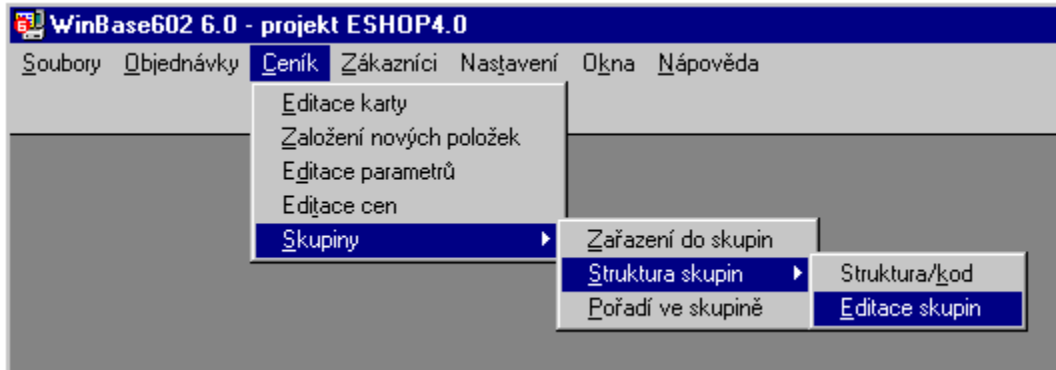 WinBase602 6.0 - projekt ESHOP4.0
Soubory Objednávky Ceník Zákazníci Nastavení Okna Nápověda
Editace karty
Založení nových položek
Editace parametrů
Editace cen
Skupiny
Zařazení do skupin
Struktura skupin
Pořadí ve skupině
Struktura/kod
Editace skupin